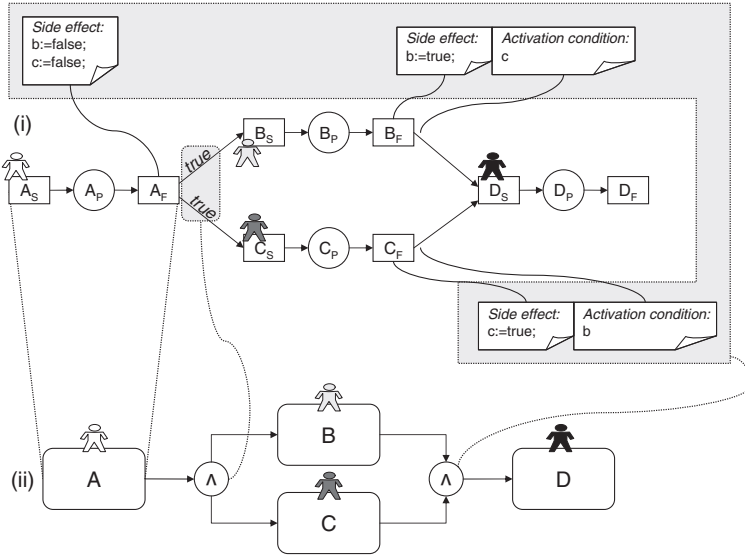 Side effect:
b:=false;
c:=false;
Side effect:
b:=true;
Activation condition:
c
(i)
true
true
B_S
B_P
B_F
A_S
A_P
A_F
D_S
D_P
D_F
C_S
C_P
C_F
Side effect:
c:=true;
Activation condition:
b
(ii)
A
∧
B
C
∧
D